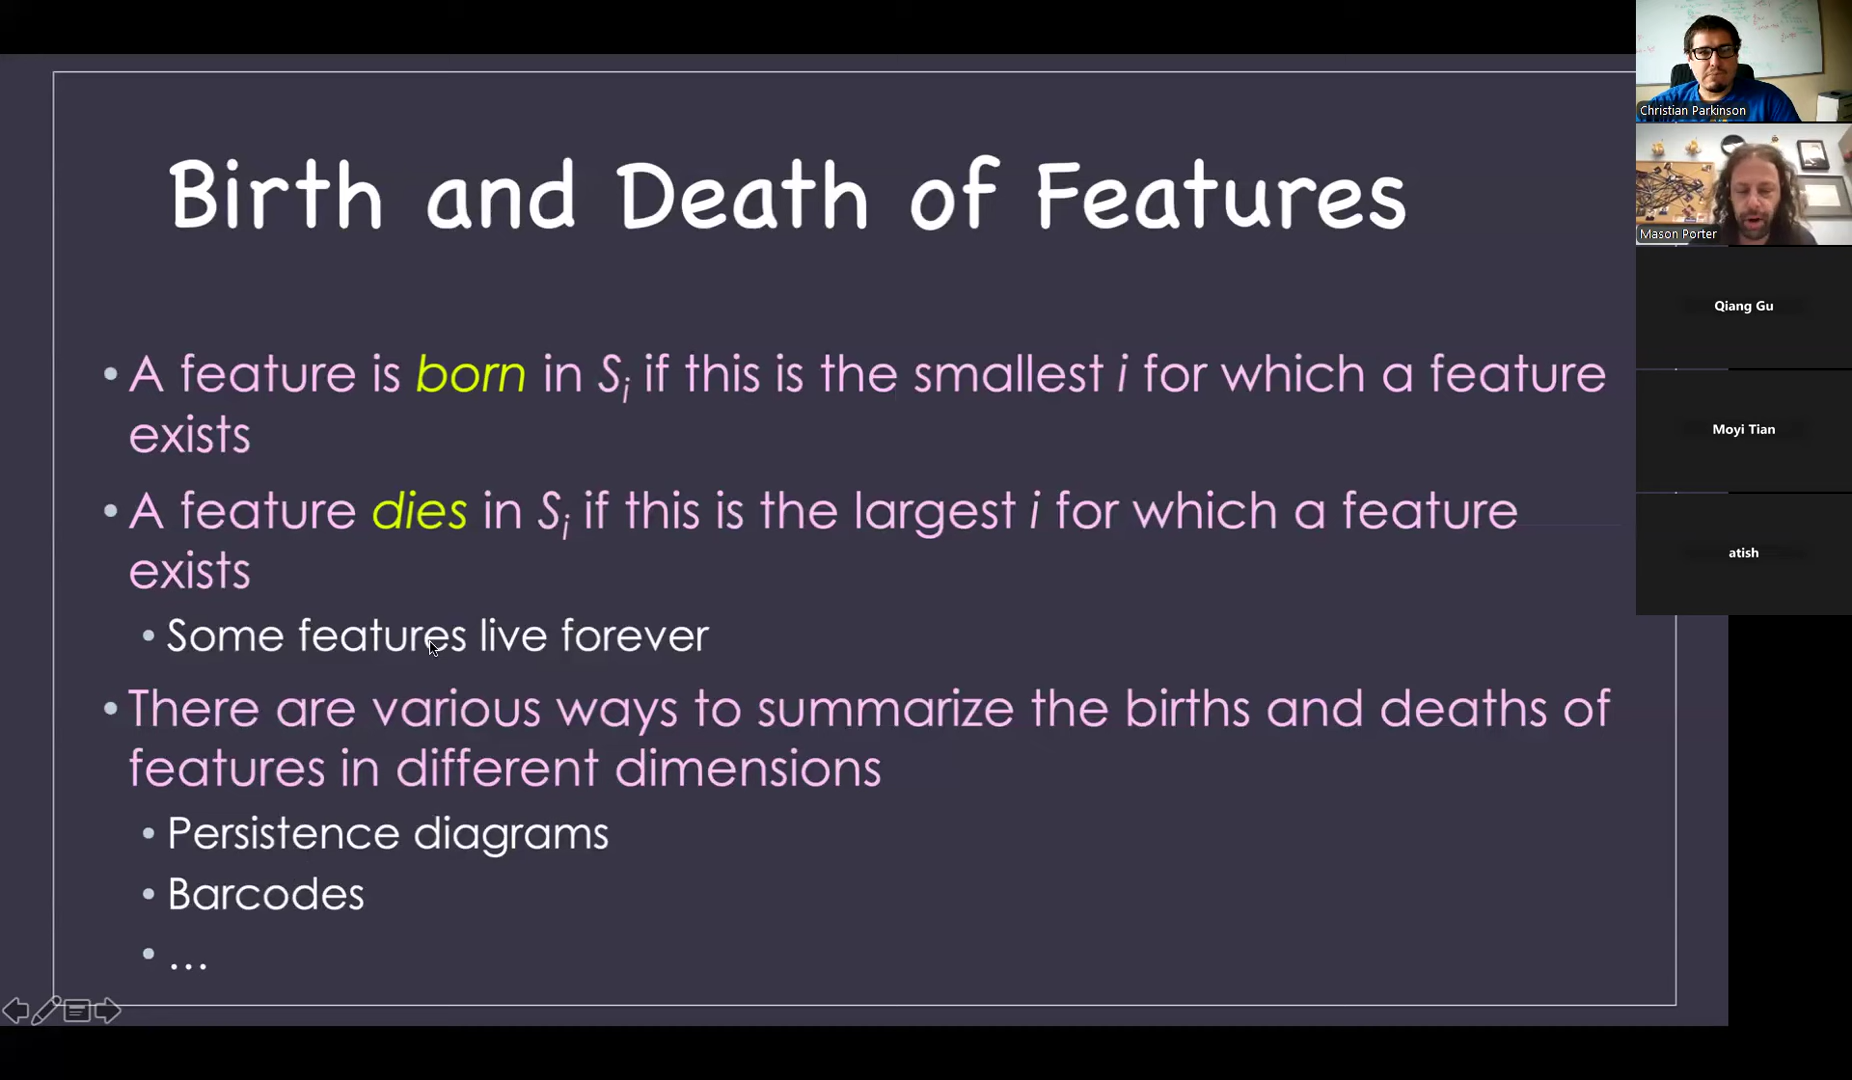 Birth and Death of Features
• A feature is born in Si if this is the smallest i for which a feature
exists
• A feature dies in Si if this is the largest i for which a feature
exists
• Some features live forever
• There are various ways to summarize the births and deaths of
features in different dimensions
• Persistence diagrams
• Barcodes
• ...
Christian Parkinson
Mason Porter
Qiang Gu
Moyi Tian
atish